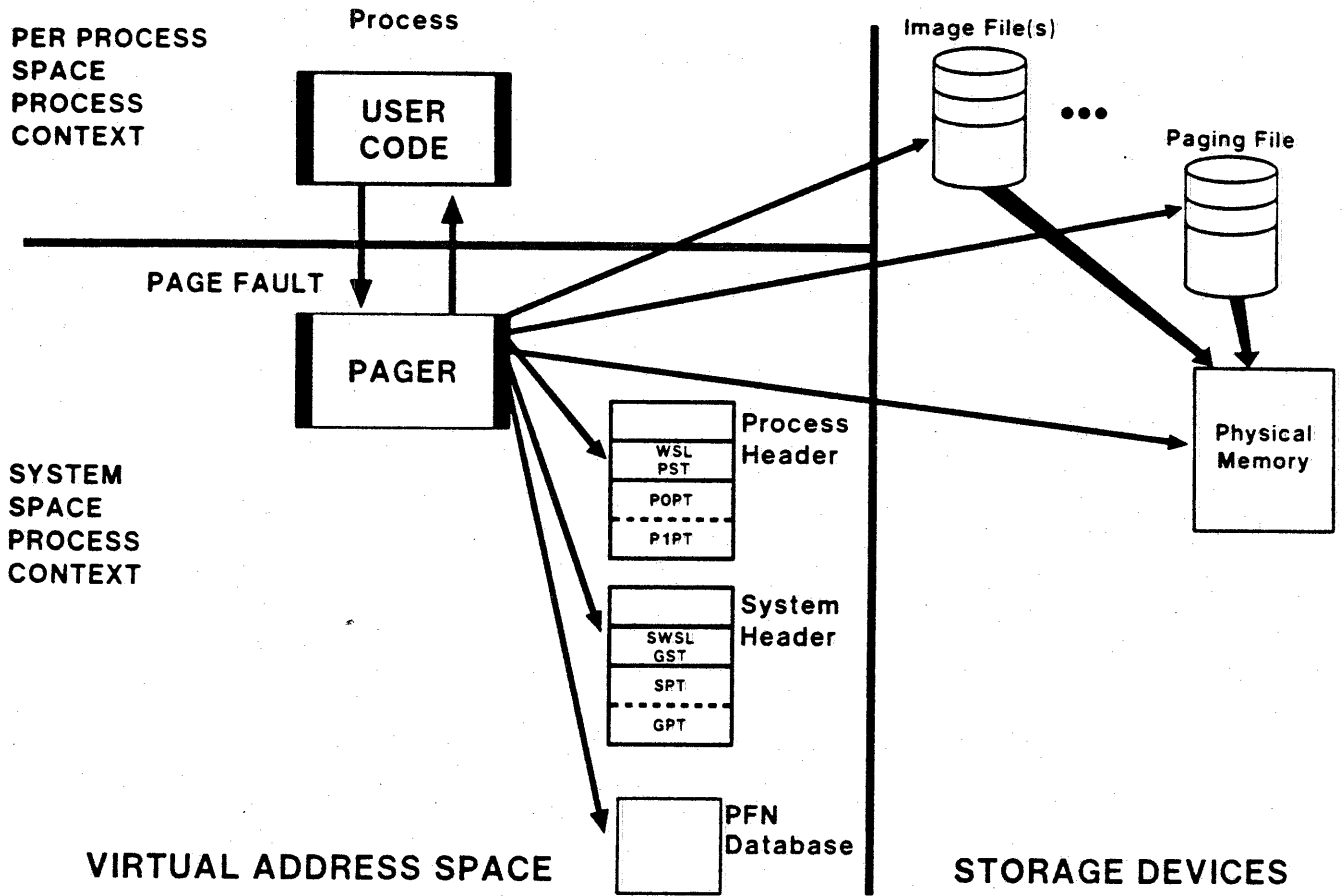 Process
PER PROCESS
SPACE
PROCESS
CONTEXT
USER
CODE
Image File(s)
•••
Paging File
PAGE FAULT
PAGER
Physical
Memory
Process
Header
WSL
PST
P0PT
P1PT
SYSTEM
SPACE
PROCESS
CONTEXT
System
Header
SWSL
GST
SPT
GPT
PFN
Database
VIRTUAL ADDRESS SPACE
STORAGE DEVICES